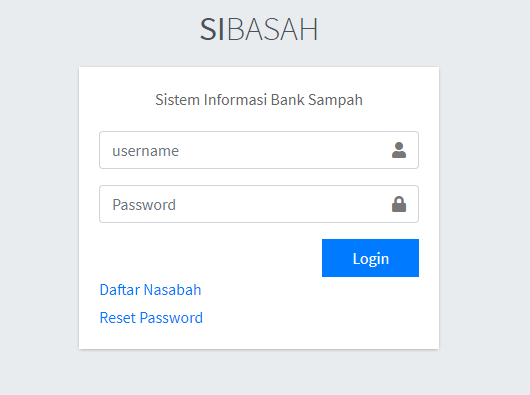 SIBASAH
Sistem Informasi Bank Sampah
username
Password
Login
Daftar Nasabah
Reset Password